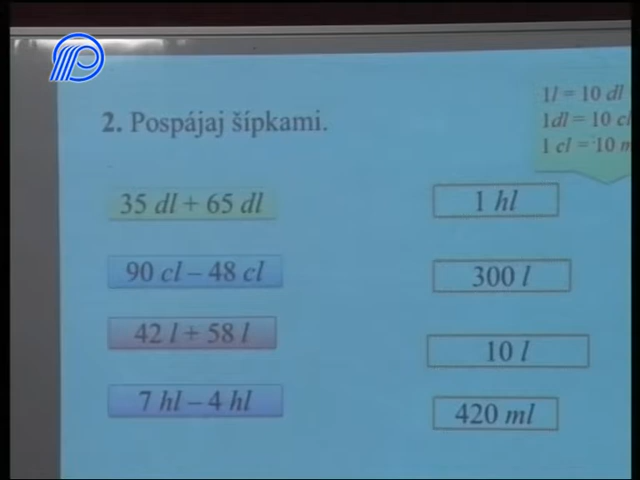 1l = 10 dl
1dl = 10 cl
1 cl = 10
2. Pospájaj šípkami.
35 dl + 65 dl
1 hl
90 cl – 48 cl
300 l
42 l + 58 l
10 l
7 hl – 4 hl
420 ml